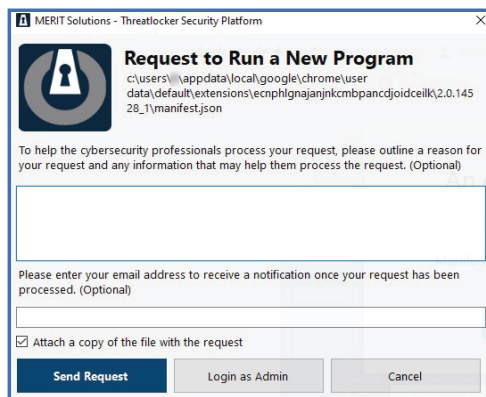 MERIT Solutions - Threatlocker Security Platform
Request to Run a New Program
c:\users\ \appdata\local\google\chrome\user
data\default\extensions\ecnphlgnajanjnkcmbpancdjoidceilk\2.0.145
28_1\manifest.json
To help the cybersecurity professionals process your request, please outline a reason for
your request and any information that may help them process the request. (Optional)
Please enter your email address to receive a notification once your request has been
processed. (Optional)
Attach a copy of the file with the request
Send Request
Login as Admin
Cancel